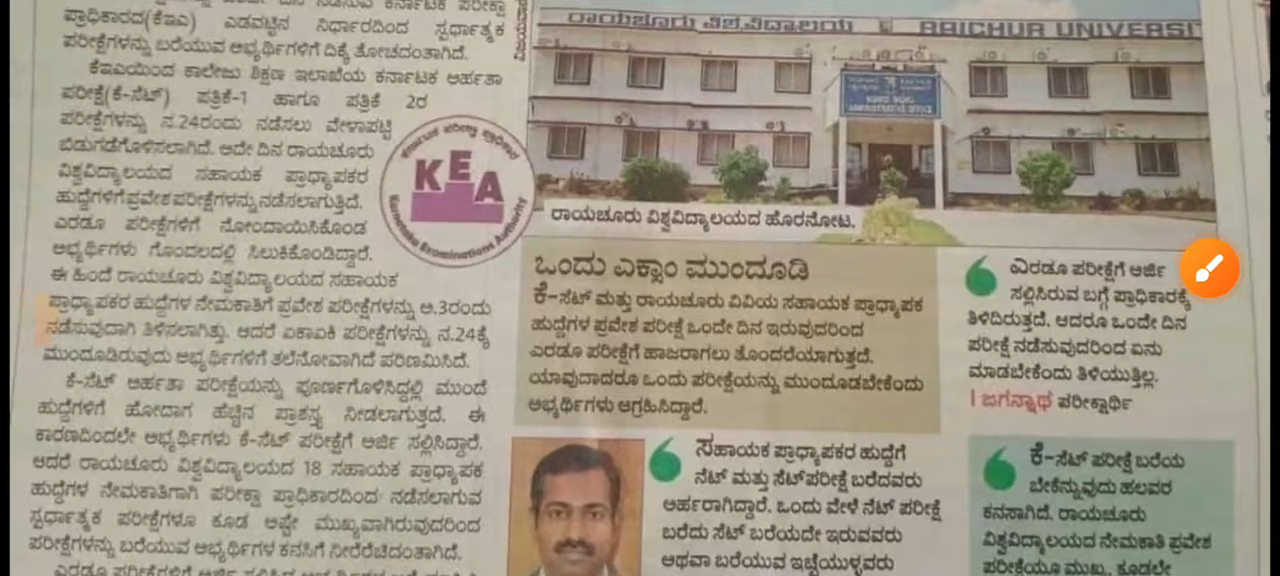 ಪ್ರಾಧಿಕಾರದ(ಕೆಇಎ) ಎಡವಟ್ಟಿನ ನಿರ್ಧಾರದಿಂದ ಸ್ಪರ್ಧಾತ್ಮಕ
ಪರೀಕ್ಷೆಗಳನ್ನು ಬರೆಯುವ ಅಭ್ಯರ್ಥಿಗಳಿಗೆ ದಿಕ್ಕೆ ತೋಚದಂತಾಗಿದೆ.
ಕೆಇಎಯಿಂದ ಕಾಲೇಜು ಶಿಕ್ಷಣ ಇಲಾಖೆಯ ಕರ್ನಾಟಕ ಅರ್ಹತಾ
ಪರೀಕ್ಷೆ(ಕೆ-ಸೆಟ್) ಪತ್ರಿಕೆ-1 ಹಾಗೂ ಪತ್ರಿಕೆ 2ರ
ಪರೀಕ್ಷೆಗಳನ್ನು ನ.24ರಂದು ನಡೆಸಲು ವೇಳಾಪಟ್ಟಿ
ಬಿಡುಗಡೆಗೊಳಿಸಲಾಗಿದೆ. ಅದೇ ದಿನ ರಾಯಚೂರು
ವಿಶ್ವವಿದ್ಯಾಲಯದ ಸಹಾಯಕ ಪ್ರಾಧ್ಯಾಪಕರ
ಹುದ್ದೆಗಳಿಗೆ ಪ್ರವೇಶ ಪರೀಕ್ಷೆಗಳನ್ನು ನಡೆಸಲಾಗುತ್ತಿದೆ.
ಎರಡೂ ಪರೀಕ್ಷೆಗಳಿಗೆ ನೋಂದಾಯಿಸಿಕೊಂಡ
ಅಭ್ಯರ್ಥಿಗಳು ಗೊಂದಲದಲ್ಲಿ ಸಿಲುಕಿಕೊಂಡಿದ್ದಾರೆ.
ಈ ಹಿಂದೆ ರಾಯಚೂರು ವಿಶ್ವವಿದ್ಯಾಲಯದ ಸಹಾಯಕ
ಪ್ರಾಧ್ಯಾಪಕರ ಹುದ್ದೆಗಳ ನೇಮಕಾತಿಗೆ ಪ್ರವೇಶ ಪರೀಕ್ಷೆಗಳನ್ನು ಅ.3ರಂದು
ನಡೆಸುವುದಾಗಿ ತಿಳಿಸಲಾಗಿತ್ತು. ಆದರೆ ಏಕಾಏಕಿ ಪರೀಕ್ಷೆಗಳನ್ನು ನ.24ಕ್ಕೆ
ಮುಂದೂಡಿರುವುದು ಅಭ್ಯರ್ಥಿಗಳಿಗೆ ತಲೆನೋವಾಗಿದೆ ಪರಿಣಮಿಸಿದೆ.
ಕೆ-ಸೆಟ್ ಅರ್ಹತಾ ಪರೀಕ್ಷೆಯನ್ನು ಪೂರ್ಣಗೊಳಿಸಿದ್ದಲ್ಲಿ ಮುಂದೆ
ಹುದ್ದೆಗಳಿಗೆ ಹೋದಾಗ ಹೆಚ್ಚಿನ ಪ್ರಾಶಸ್ತ್ಯ ನೀಡಲಾಗುತ್ತದೆ. ಈ
ಕಾರಣದಿಂದಲೇ ಅಭ್ಯರ್ಥಿಗಳು ಕೆ-ಸೆಟ್ ಪರೀಕ್ಷೆಗೆ ಅರ್ಜಿ ಸಲ್ಲಿಸಿದ್ದಾರೆ.
ಆದರೆ ರಾಯಚೂರು ವಿಶ್ವವಿದ್ಯಾಲಯದ 18 ಸಹಾಯಕ ಪ್ರಾಧ್ಯಾಪಕ
ಹುದ್ದೆಗಳ ನೇಮಕಾತಿಗಾಗಿ ಪರೀಕ್ಷಾ ಪ್ರಾಧಿಕಾರದಿಂದ ನಡೆಸಲಾಗುವ
ಸ್ಪರ್ಧಾತ್ಮಕ ಪರೀಕ್ಷೆಗಳೂ ಕೂಡ ಅಷ್ಟೇ ಮುಖ್ಯವಾಗಿರುವುದರಿಂದ
ಪರೀಕ್ಷೆಗಳನ್ನು ಬರೆಯುವ ಅಭ್ಯರ್ಥಿಗಳ ಕನಸಿಗೆ ನೀರೆರೆಚಿದಂತಾಗಿದೆ.
ಕರ್ನಾಟಕ ಪರೀಕ್ಷಾ ಪ್ರಾಧಿಕಾರ
KEA
Karnataka Examinations Authority
ರಾಯಚೂರು ವಿಶ್ವವಿದ್ಯಾಲಯ RAICHUR UNIVERSI
ರಾಯಚೂರು ವಿಶ್ವವಿದ್ಯಾಲಯದ ಹೊರನೋಟ.
ಒಂದು ಎಕ್ಸಾಂ ಮುಂದೂಡಿ
ಕೆ-ಸೆಟ್ ಮತ್ತು ರಾಯಚೂರು ವಿವಿಯ ಸಹಾಯಕ ಪ್ರಾಧ್ಯಾಪಕ
ಹುದ್ದೆಗಳ ಪ್ರವೇಶ ಪರೀಕ್ಷೆ ಒಂದೇ ದಿನ ಇರುವುದರಿಂದ
ಎರಡೂ ಪರೀಕ್ಷೆಗೆ ಹಾಜರಾಗಲು ತೊಂದರೆಯಾಗುತ್ತದೆ.
ಯಾವುದಾದರೂ ಒಂದು ಪರೀಕ್ಷೆಯನ್ನು ಮುಂದೂಡಬೇಕೆಂದು
ಅಭ್ಯರ್ಥಿಗಳು ಆಗ್ರಹಿಸಿದ್ದಾರೆ.
ಸಹಾಯಕ ಪ್ರಾಧ್ಯಾಪಕರ ಹುದ್ದೆಗೆ
ನೆಟ್ ಮತ್ತು ಸೆಟ್‌ಪರೀಕ್ಷೆ ಬರೆದವರು
ಅರ್ಹರಾಗಿದ್ದಾರೆ. ಒಂದು ವೇಳೆ ನೆಟ್ ಪರೀಕ್ಷೆ
ಬರೆದು ಸೆಟ್ ಬರೆಯದೇ ಇರುವವರು
ಅಥವಾ ಬರೆಯುವ ಇಚ್ಛೆಯುಳ್ಳವರು
ಎರಡೂ ಪರೀಕ್ಷೆಗೆ ಅರ್ಜಿ
ಸಲ್ಲಿಸಿರುವ ಬಗ್ಗೆ ಪ್ರಾಧಿಕಾರಕ್ಕೆ
ತಿಳಿದಿರುತ್ತದೆ. ಆದರೂ ಒಂದೇ ದಿನ
ಪರೀಕ್ಷೆ ನಡೆಸುವುದರಿಂದ ಏನು
ಮಾಡಬೇಕೆಂದು ತಿಳಿಯುತ್ತಿಲ್ಲ.
l ಜಗನ್ನಾಥ ಪರೀಕ್ಷಾರ್ಥಿ
ಕೆ-ಸೆಟ್ ಪರೀಕ್ಷೆ ಬರೆಯ
ಬೇಕೆನ್ನುವುದು ಹಲವರ
ಕನಸಾಗಿದೆ. ರಾಯಚೂರು
ವಿಶ್ವವಿದ್ಯಾಲಯದ ನೇಮಕಾತಿ ಪ್ರವೇಶ
ಪರೀಕ್ಷೆಯೂ ಮುಖ್ಯ. ಕೂಡಲೇ